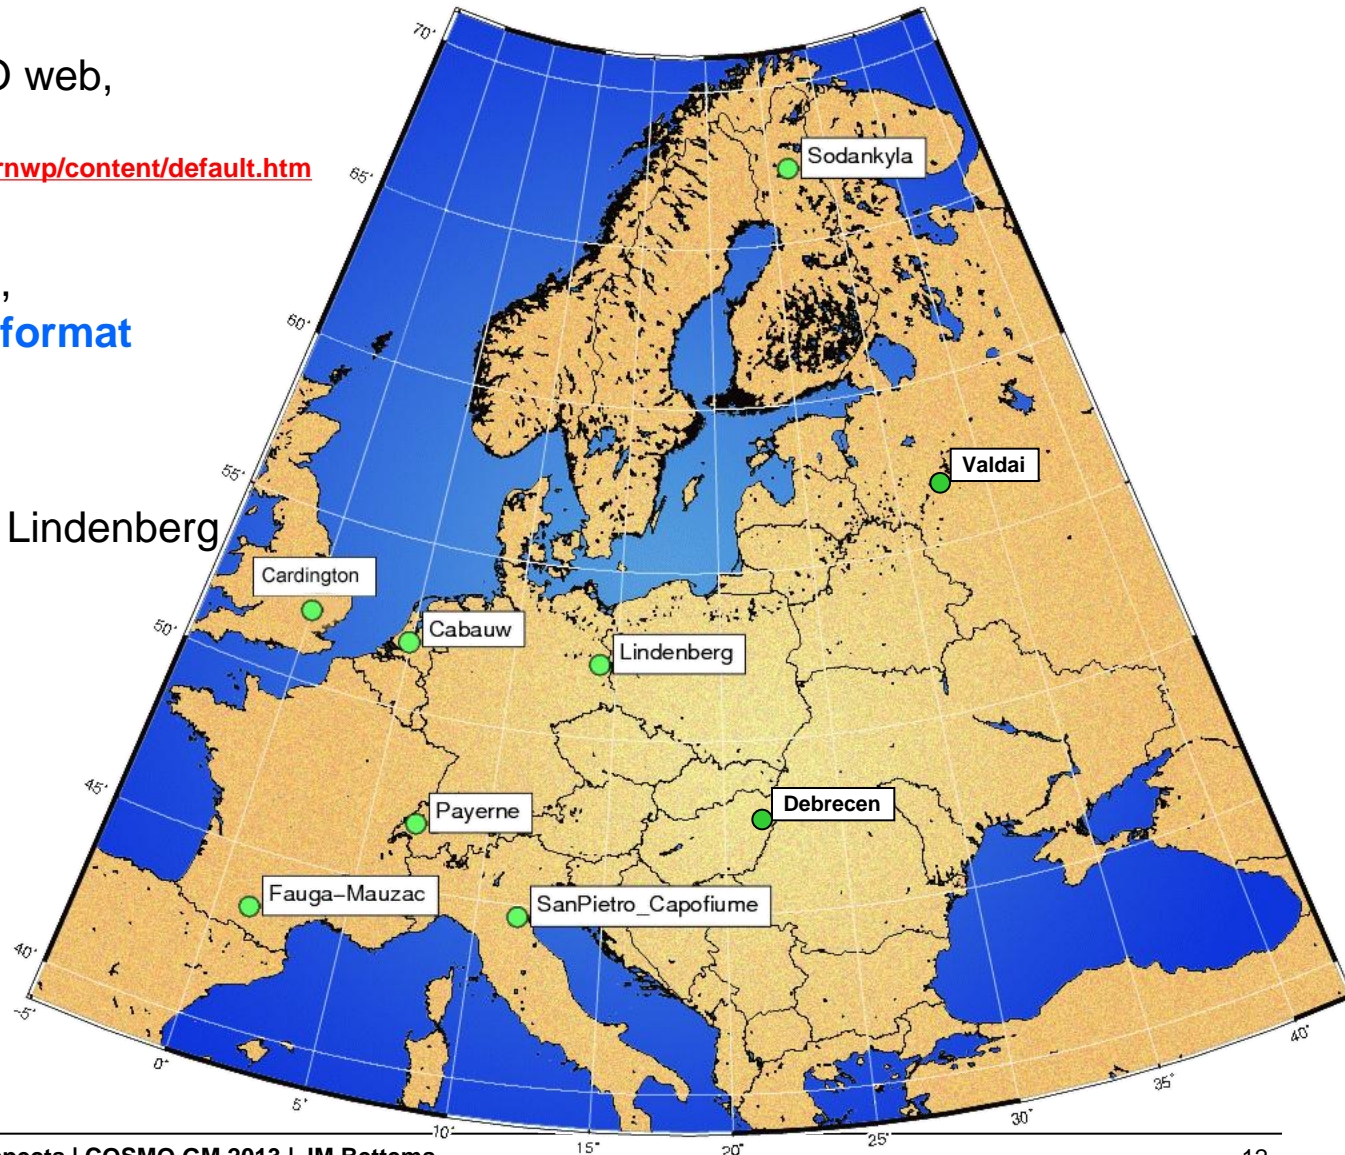 web,
rnwp/content/default.htm
,
format
Lindenberg
70°
65°
60°
55°
50°
45°
40°
-5°
0°
5°
10°
15°
20°
25°
30°
35°
40°
Sodankyla
Valdai
Cardington
Cabauw
Lindenberg
Payerne
Debrecen
Fauga-Mauzac
SanPietro_Capofiume
| COSMO GM 2013 | JM Bettems